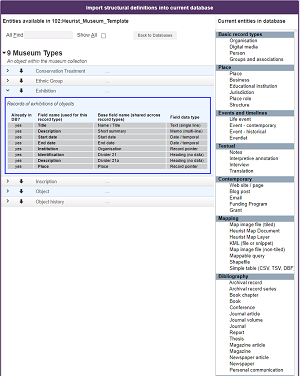 Import structural definitions into current database
Entities available in 102:Heurist_Museum_Template
All Find
Show All
Back to Databases
9 Museum Types
An object within the museum collection
Conservation Treatment ...
Ethnic Group ...
Exhibition ...
Records of exhibitions of objects
Already in DB? Field name (used for this record type) Base field name (shared across record types) Field data type
yes Title Name / Title Text (single line)
yes Description Short summary Memo (multi-line)
yes Start date Start date Date / temporal
yes End date End date Date / temporal
yes Institution Organisation Record pointer
yes Identification Divider 21 Heading (no data)
yes Description Divider 21a Heading (no data)
yes Place Place Record pointer
Inscription ...
Object ...
Object history ...
Current entities in database
Basic record types
Organisation
Digital media
Person
Groups and associations
Place
Place
Business
Educational institution
Jurisdiction
Place role
Structure
Events and timelines
Life event
Event - contemporary
Event - historical
Eventlet
Textual
Notes
Interpretive annotation
Interview
Translation
Contemporary
Web site \ page
Blog post
Email
Funding Program
Grant
Mapping
Map image file (tiled)
Heurist Map Document
Heurist Map Layer
KML (file or snippet)
Map image file (non-tiled)
Mappable query
Shapefile
Simple table (CSV, TSV, DBF
Bibliography
Archival record
Archival record series
Book chapter
Book
Conference
Journal article
Journal volume
Journal
Report
Thesis
Magazine article
Magazine
Newspaper article
Newspaper
Personal communication